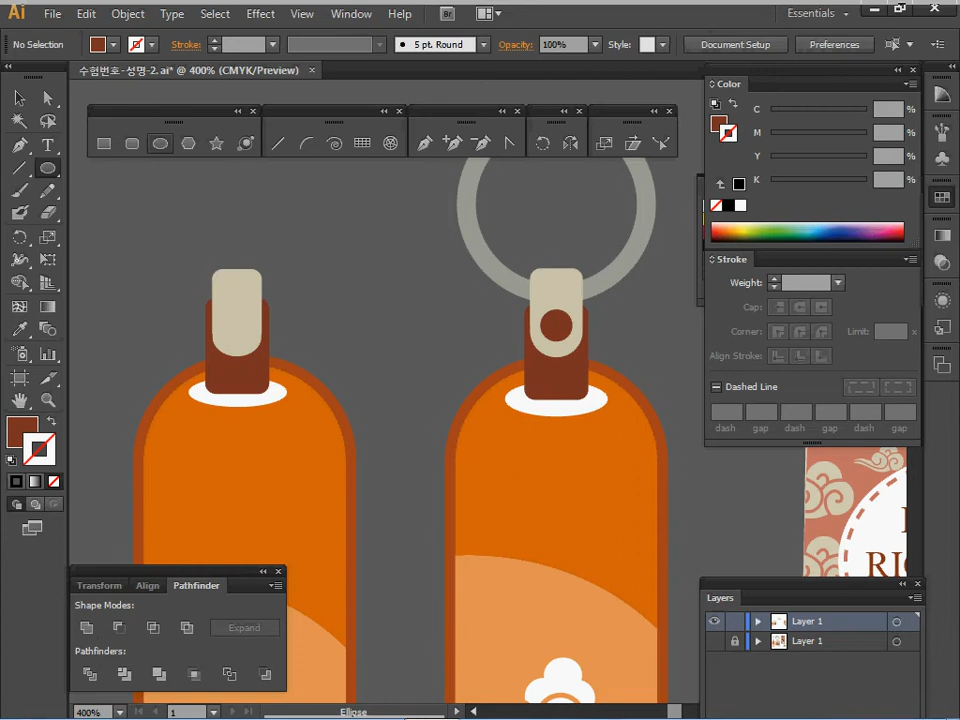 Ai File Edit Object Type Select Effect View Window Help Br Essentials
No Selection Stroke: 5 pt. Round Opacity: 100% Style: Document Setup Preferences
수험번호-성명-2.ai* @ 400% (CMYK/Preview)
Color
C %
M %
Y %
K %
Stroke
Weight:
Cap:
Corner: Limit: x
Align Stroke:
Dashed Line
dash gap dash gap dash gap
RI
Transform Align Pathfinder
Shape Modes:
Expand
Pathfinders:
Layers
Layer 1
Layer 1
400% 1 Ellipse